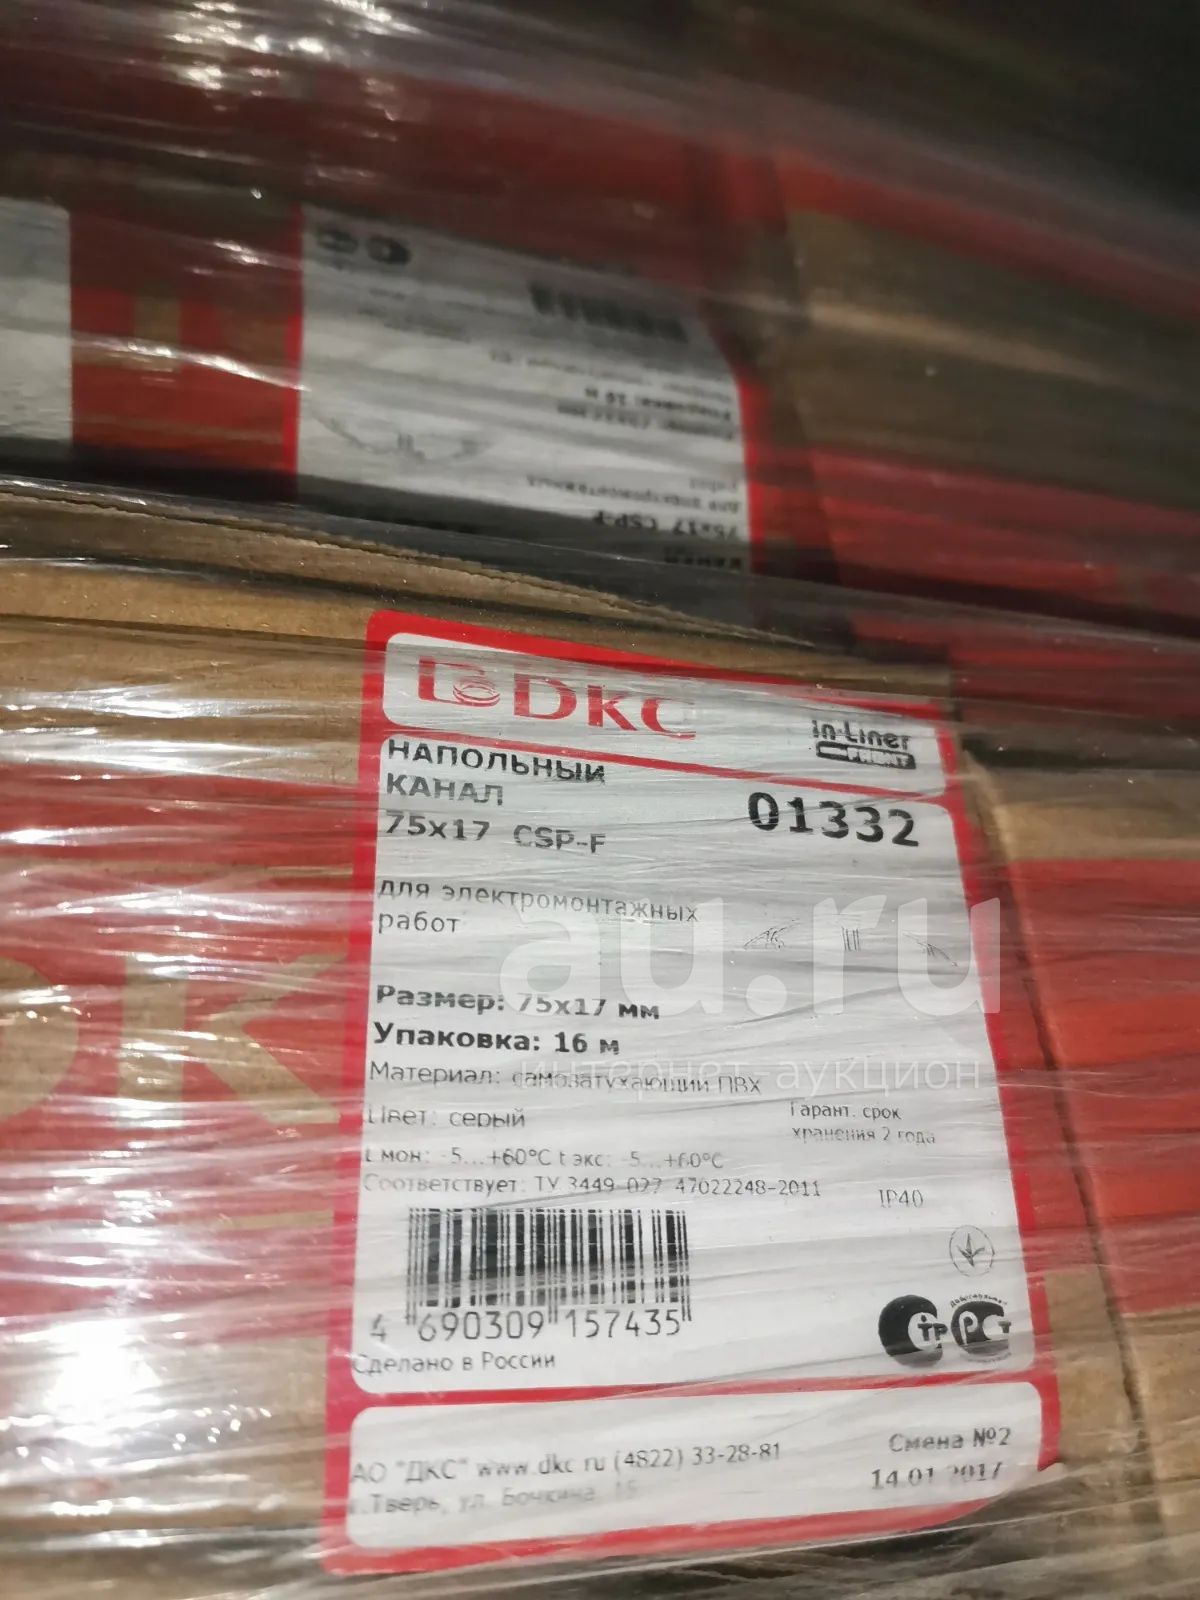 75x17 CSP-F
DKC
in-Liner
FRONT
НАПОЛЬНЫЙ
КАНАЛ
75x17 CSP-F
01332
для электромонтажных
работ
au.ru
Размер: 75x17 мм
Упаковка: 16 м
интернет-аукцион
Материал: самозатухающий ПВХ
Цвет: серый
Гарант. срок
хранения 2 года
t мон: -5...+60°C t экс: -5...+60°C
Соответствует: ТУ 3449-027-47022248-2011
IP40
4 690309 157435
Сделано в России
АО "ДКС" www.dkc.ru (4822) 33-28-81
г.Тверь, ул. Бочкина, 15
Смена №2
14.01.2017
DK